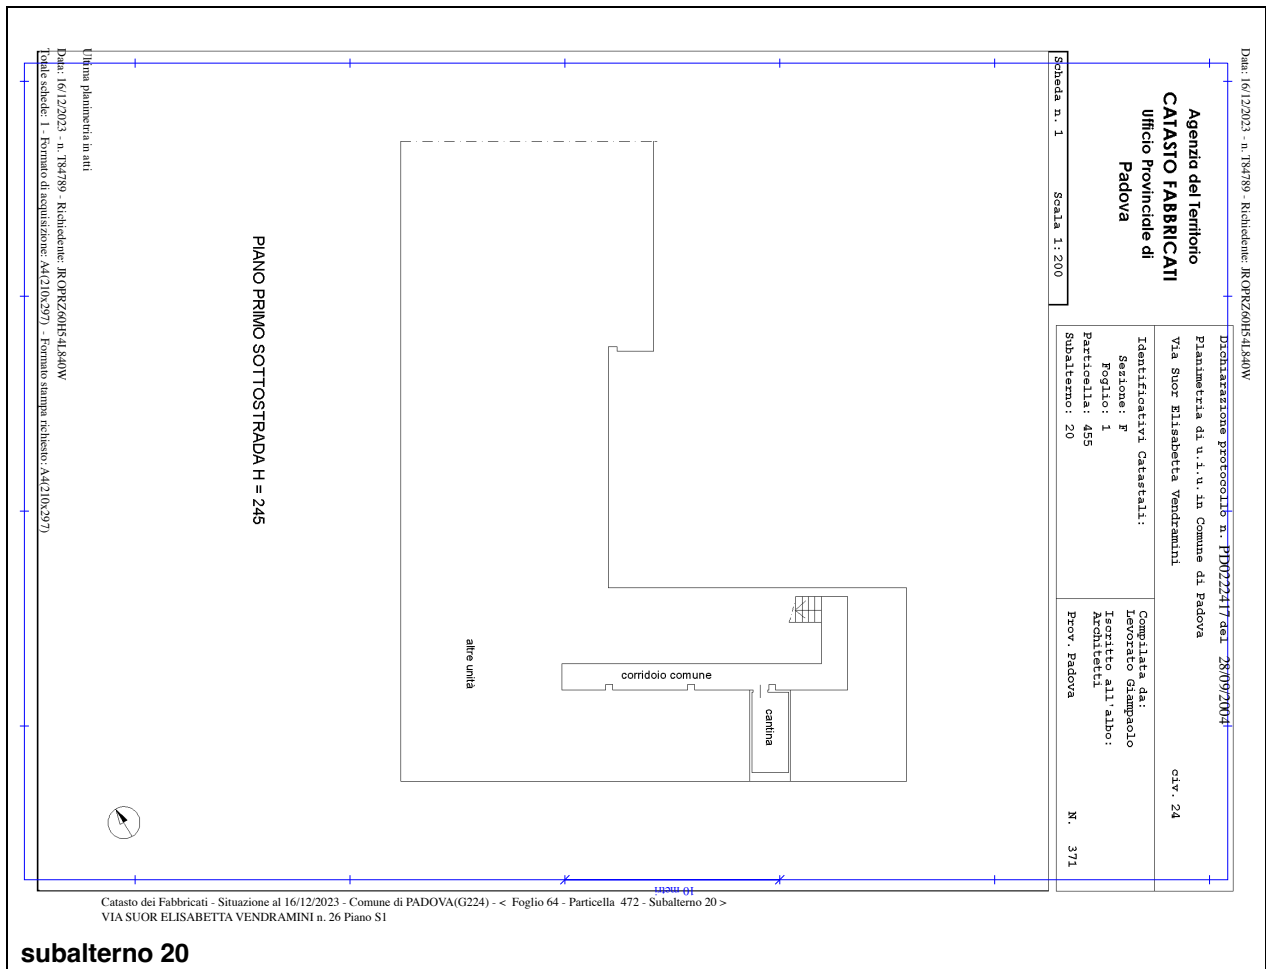 Data: 16/12/2023 - n. T84789 - Richiedente: JROPRZ60H54L840W
Agenzia del Territorio
CATASTO FABBRICATI
Ufficio Provinciale di
Padova
Scheda n. 1 Scala 1:200
Dichiarazione protocollo n. PD0222417 del 28/09/2004
Planimetria di u.i.u. in Comune di Padova
Via Suor Elisabetta Vendramini civ. 24
Identificativi Catastali:
Sezione: F
Foglio: 1
Particella: 455
Subalterno: 20
Compilata da:
Levorato Giampaolo
Iscritto all'albo:
Architetti
Prov. Padova N. 371
PIANO PRIMO SOTTOSTRADA H = 245
altre unità
corridoio comune
cantina
10 metri
Ultima planimetria in atti
Data: 16/12/2023 - n. T84789 - Richiedente: JROPRZ60H54L840W
Totale schede: 1 - Formato di acquisizione: A4(210x297) - Formato stampa richiesto: A4(210x297)
Catasto dei Fabbricati - Situazione al 16/12/2023 - Comune di PADOVA(G224) - < Foglio 64 - Particella 472 - Subalterno 20 >
VIA SUOR ELISABETTA VENDRAMINI n. 26 Piano S1
subalterno 20